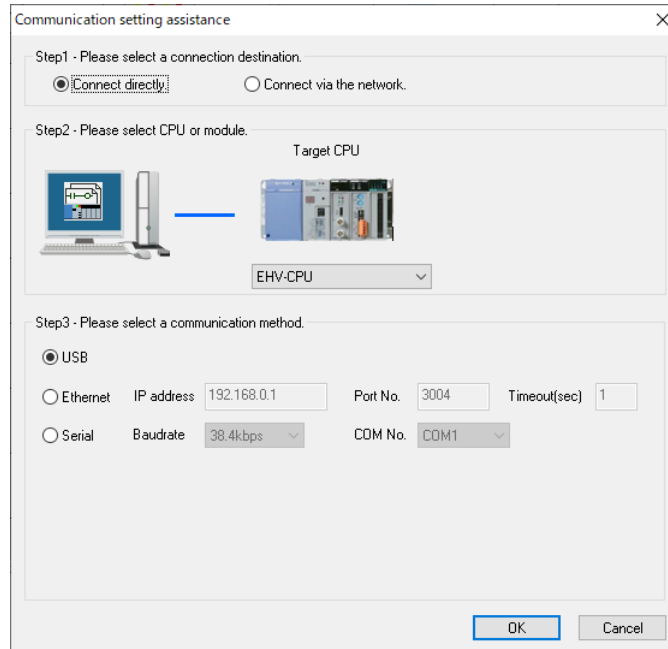 Communication setting assistance
Step1 - Please select a connection destination.
Connect directly.
Connect via the network.
Step2 - Please select CPU or module.
Target CPU
EHV-CPU
Step3 - Please select a communication method.
USB
Ethernet IP address 192.168.0.1 Port No. 3004 Timeout(sec) 1
Serial Baudrate 38.4kbps COM No. COM1
OK Cancel